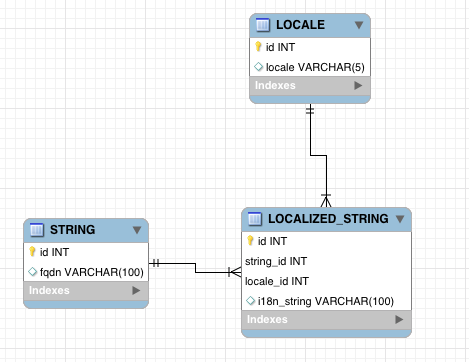 LOCALE
id INT
locale VARCHAR(5)
Indexes
STRING
id INT
fqdn VARCHAR(100)
Indexes
LOCALIZED_STRING
id INT
string_id INT
locale_id INT
i18n_string VARCHAR(100)
Indexes